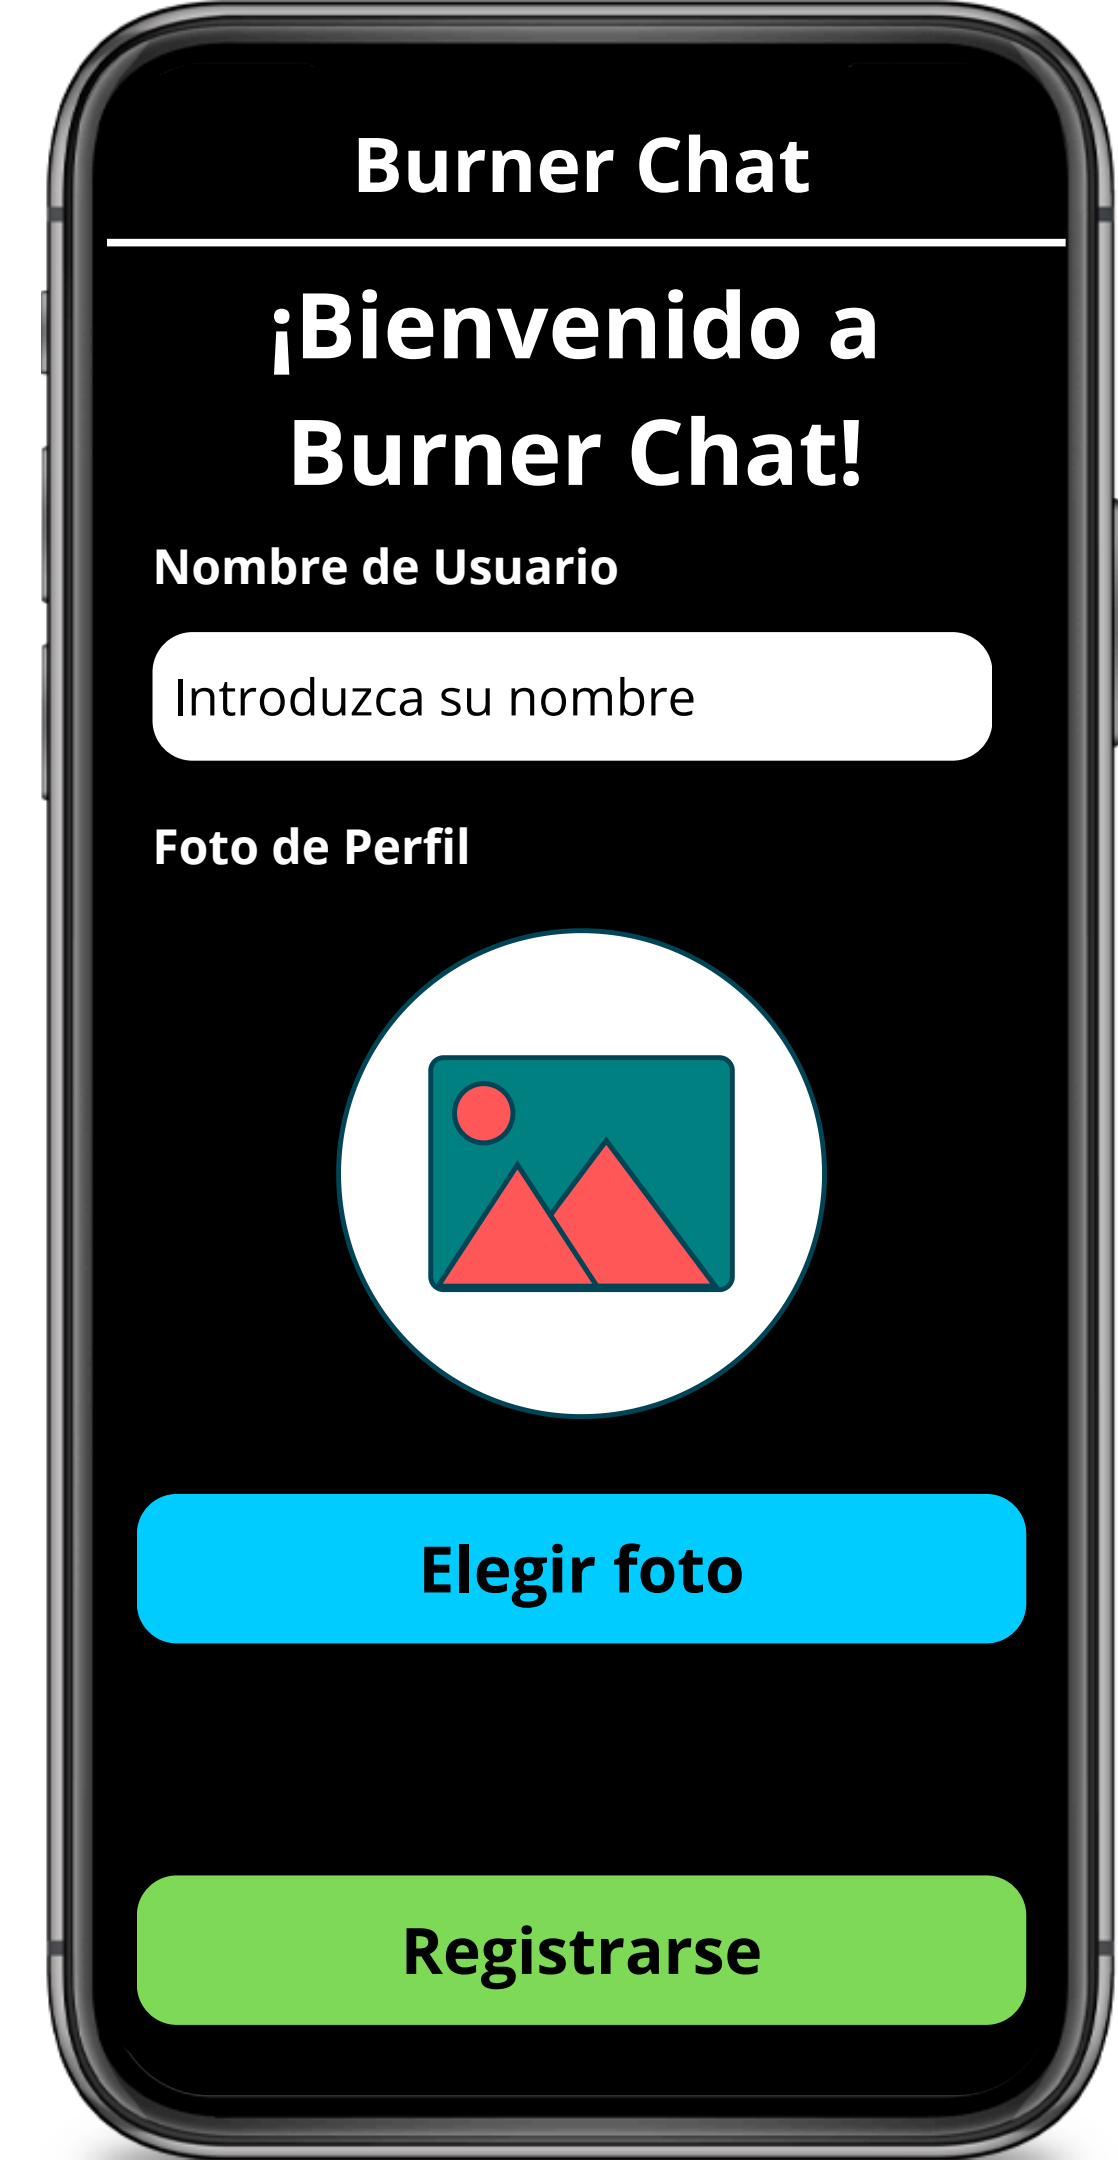 Burner Chat
¡Bienvenido a
Burner Chat!
Nombre de Usuario
Introduzca su nombre
Foto de Perfil
Elegir foto
Registrarse